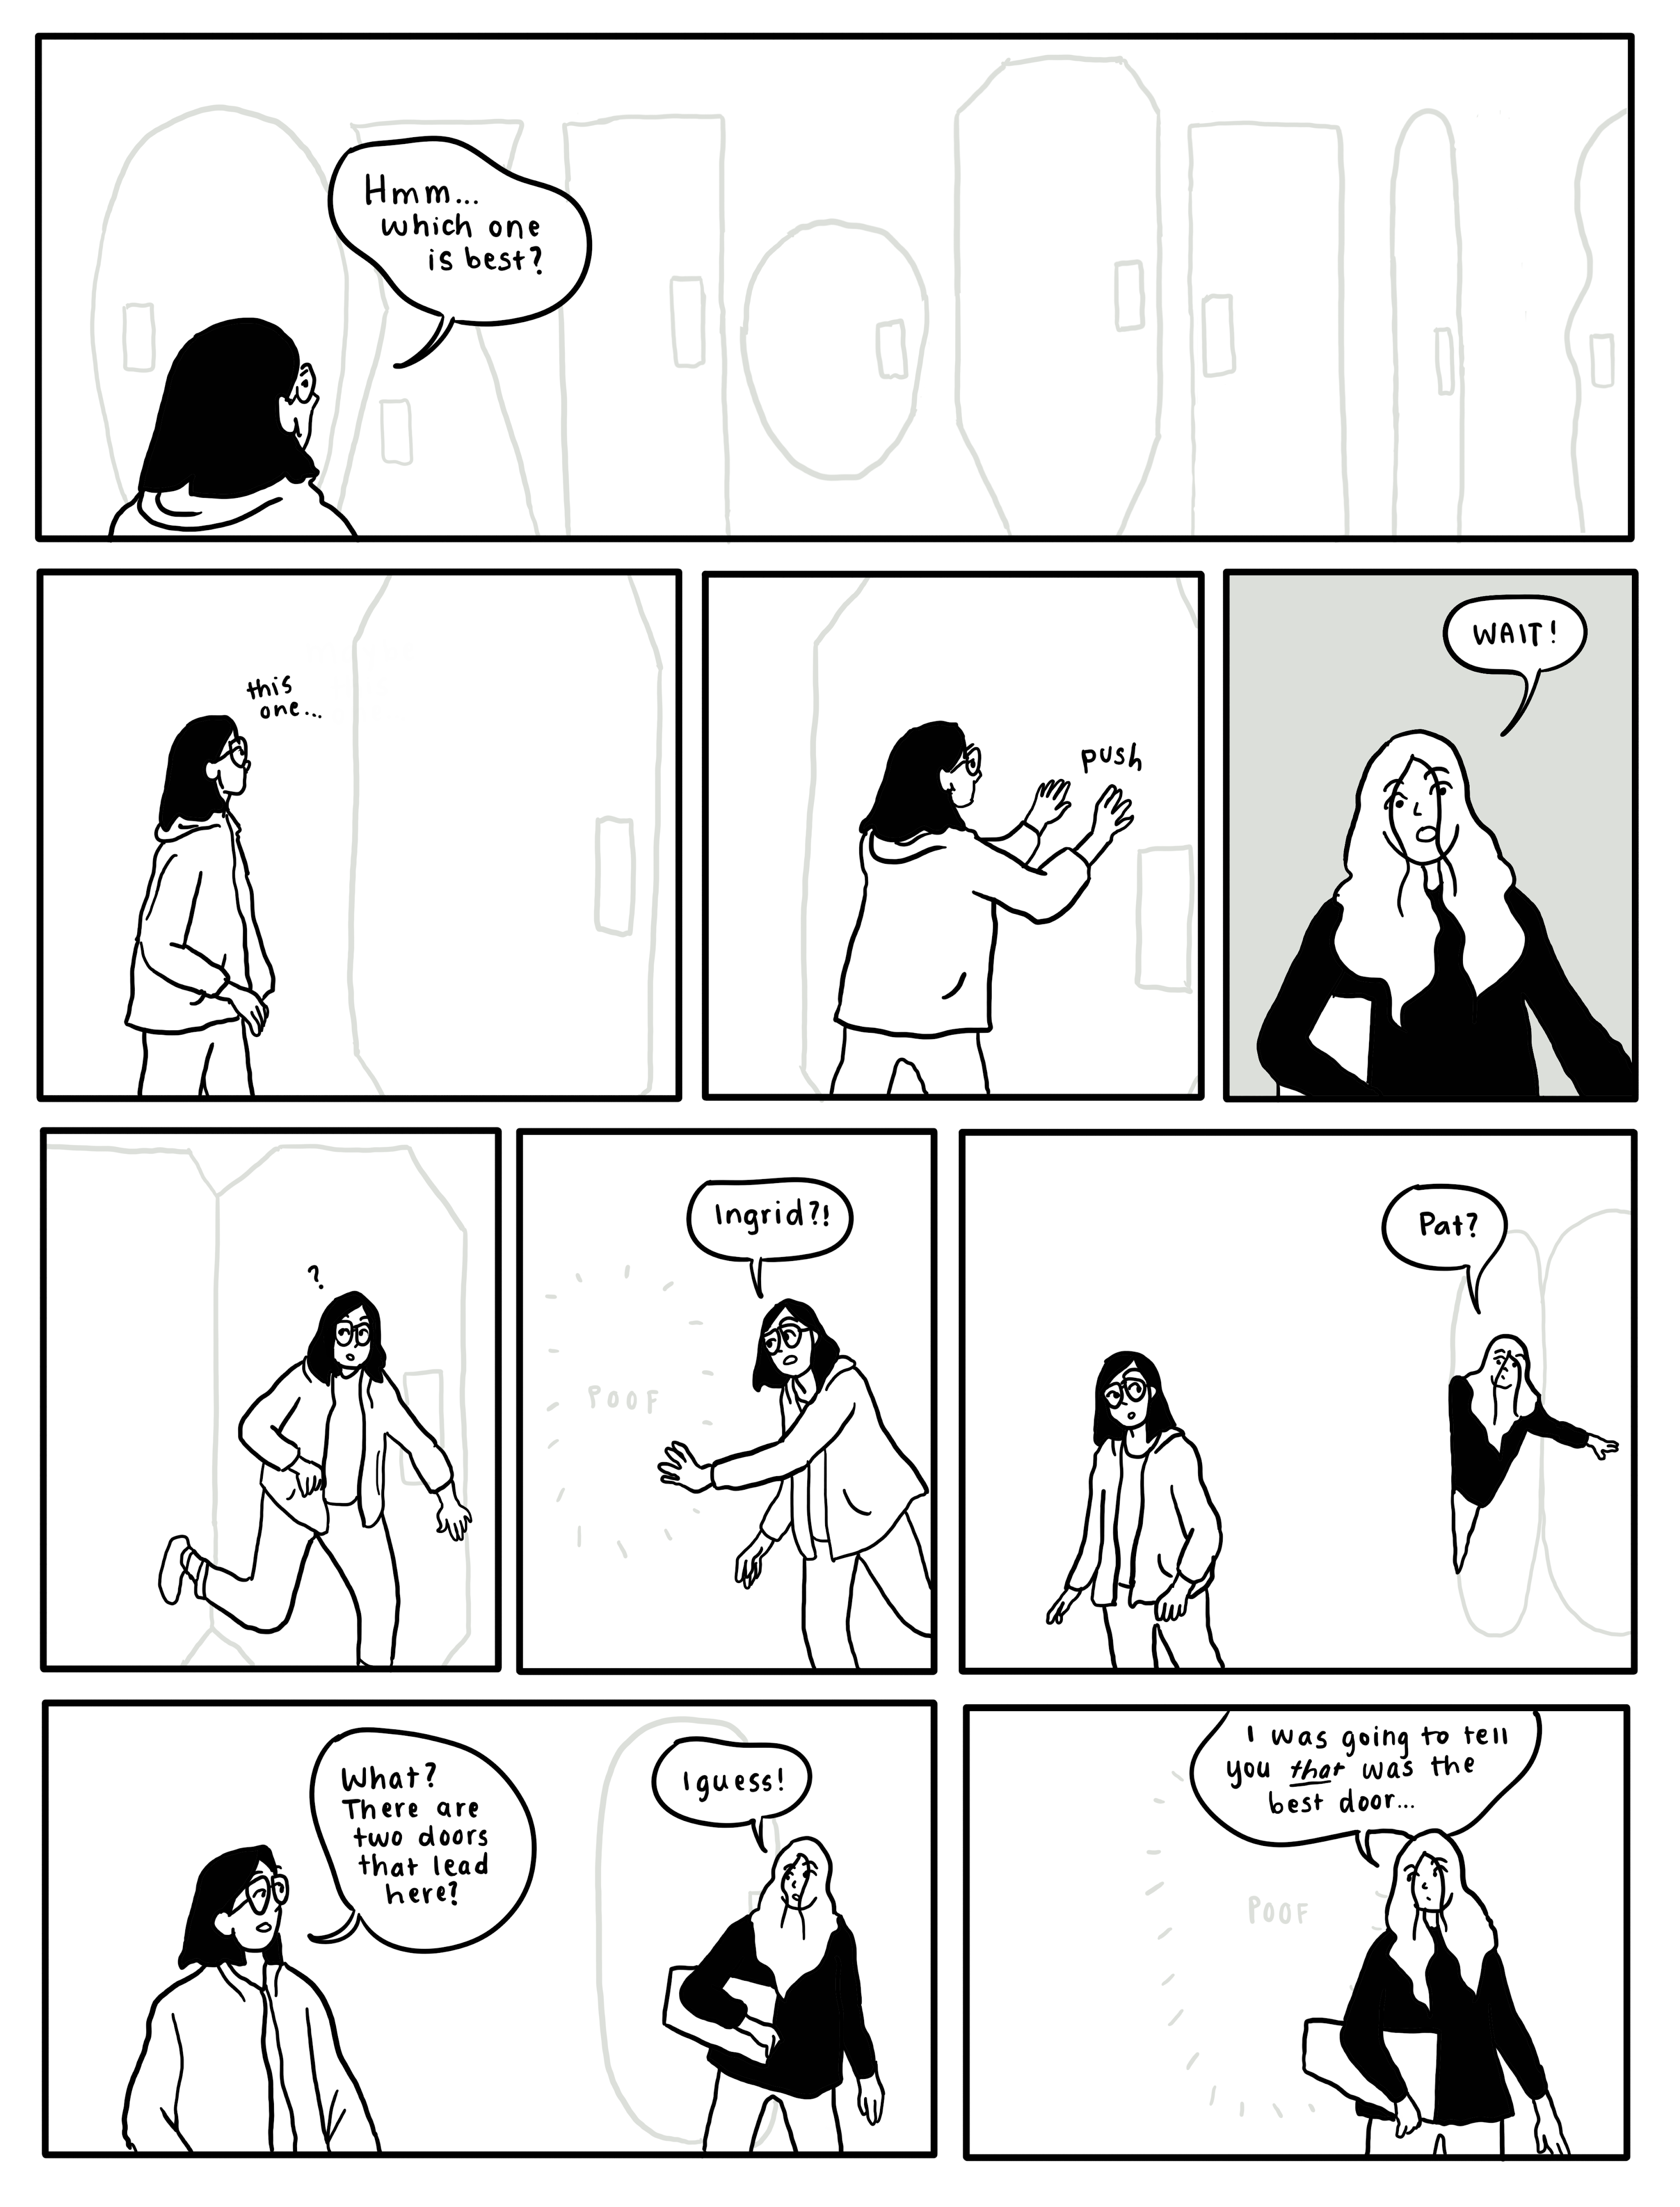 Hmm...
which one
is best?
this
one...
push
WAIT!
?
Ingrid?!
POOF
Pat?
What?
There are
two doors
that lead
here?
I guess!
I was going to tell
you that was the
best door...
POOF